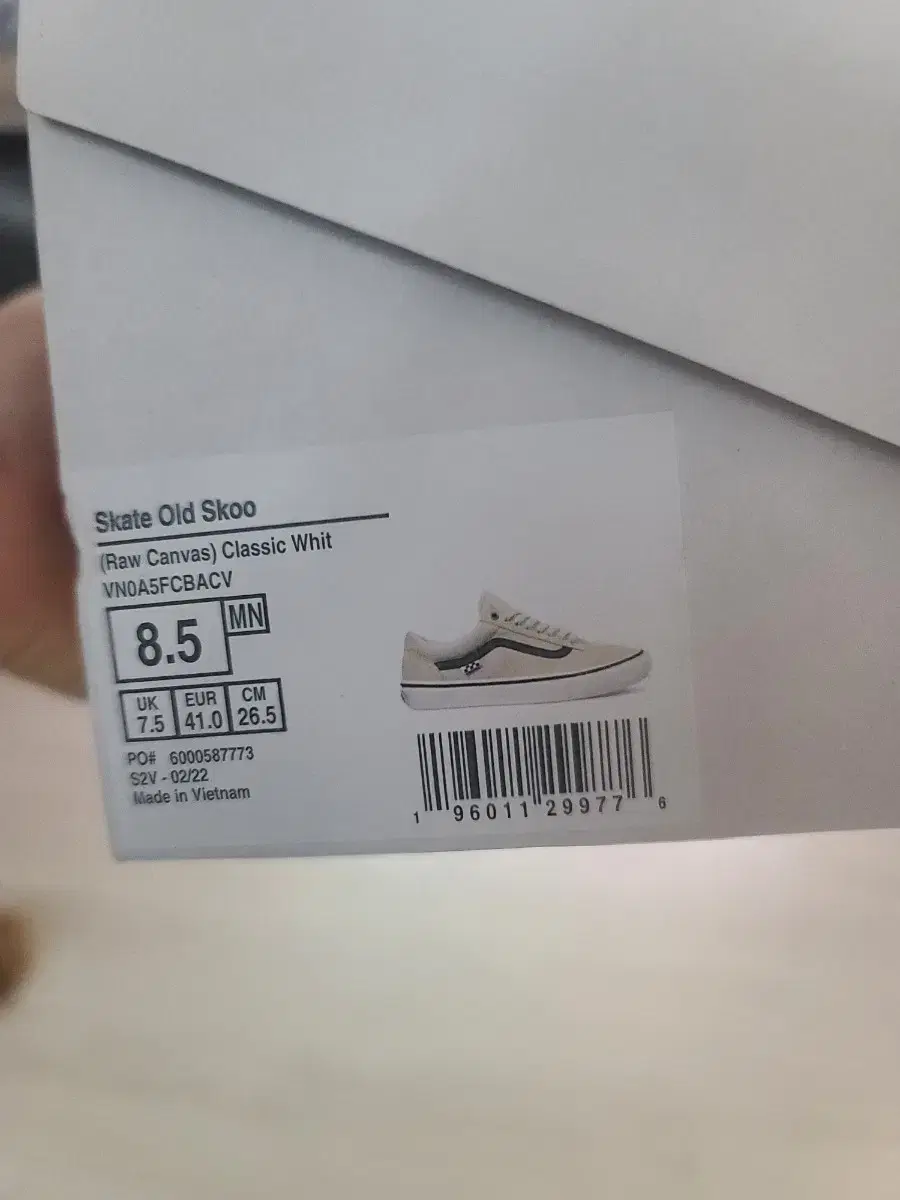 Skate Old Skoo
(Raw Canvas) Classic Whit
VN0A5FCBACV
8.5 MN
UK EUR CM
7.5 41.0 26.5
PO# 6000587773
S2V - 02/22
Made in Vietnam
1 96011 29977 6